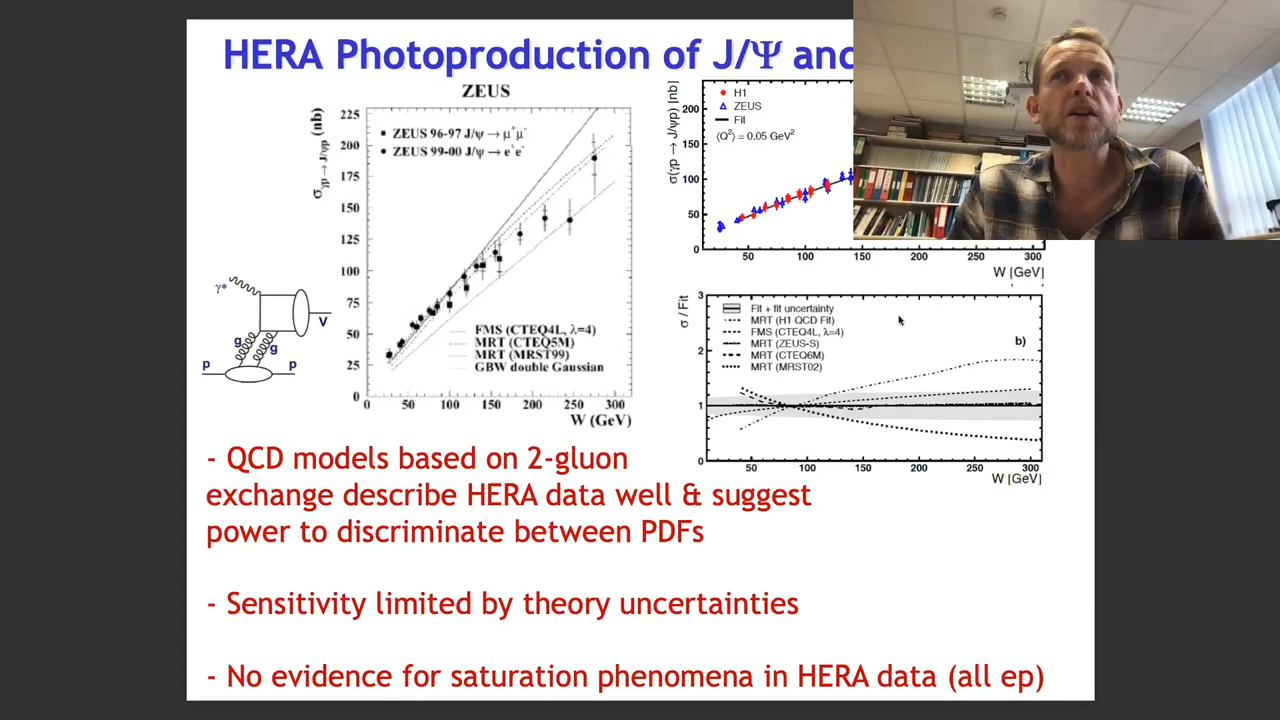 HERA Photoproduction of J/Ψ and
ZEUS
σγp → J/ψp (nb)
225
200
175
150
125
100
75
50
25
0
ZEUS 96-97 J/ψ → μ⁺μ⁻
ZEUS 99-00 J/ψ → e⁺e⁻
FMS (CTEQ4L, λ=4)
MRT (CTEQ5M)
MRT (MRST99)
GBW double Gaussian
0 50 100 150 200 250 300
W (GeV)
σ(γp → J/ψp) [nb]
200
150
100
50
0
H1
ZEUS
Fit
⟨Q²⟩ = 0.05 GeV²
50 100 150 200 250 300
W [GeV]
γ*
V
g g
p p
σ / Fit
3
2
1
0
Fit + fit uncertainty
MRT (H1 QCD Fit)
FMS (CTEQ4L, λ=4)
MRT (ZEUS-S)
MRT (CTEQ6M)
MRT (MRST02)
b)
50 100 150 200 250 300
W [GeV]
- QCD models based on 2-gluon
exchange describe HERA data well & suggest
power to discriminate between PDFs
- Sensitivity limited by theory uncertainties
- No evidence for saturation phenomena in HERA data (all ep)